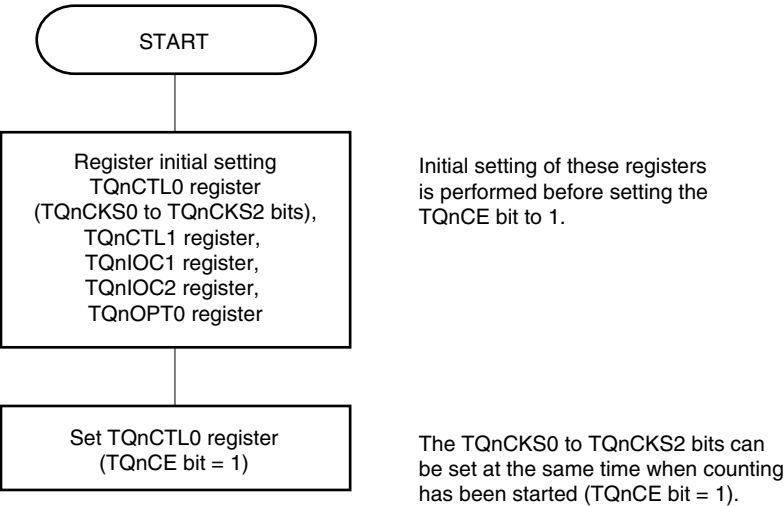 START
Register initial setting
TQnCTL0 register
(TQnCKS0 to TQnCKS2 bits),
TQnCTL1 register,
TQnIOC1 register,
TQnIOC2 register,
TQnOPT0 register
Initial setting of these registers
is performed before setting the
TQnCE bit to 1.
Set TQnCTL0 register
(TQnCE bit = 1)
The TQnCKS0 to TQnCKS2 bits can
be set at the same time when counting
has been started (TQnCE bit = 1).